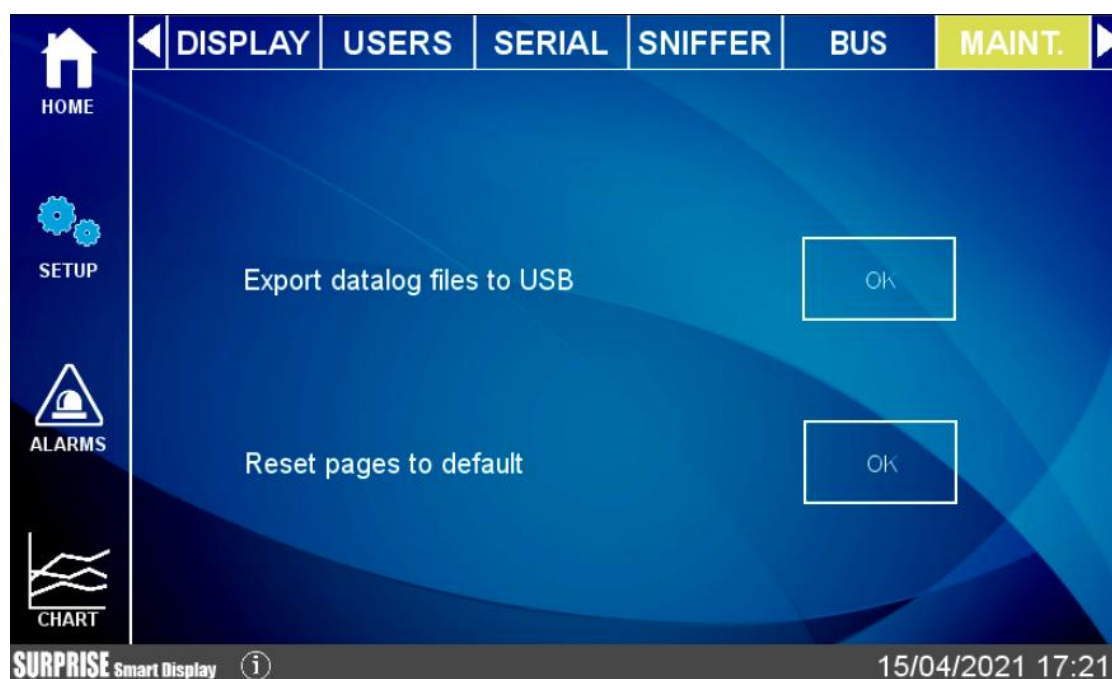 HOME
DISPLAY USERS SERIAL SNIFFER BUS MAINT.
SETUP
Export datalog files to USB OK
ALARMS
Reset pages to default OK
CHART
SURPRISE Smart Display i 15/04/2021 17:21